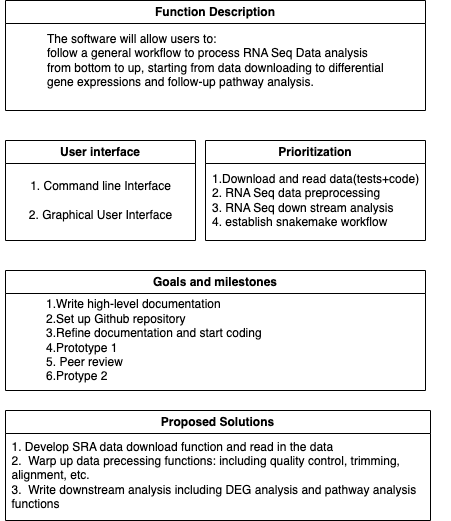 Function Description
The software will allow users to:
follow a general workflow to process RNA Seq Data analysis
from bottom to up, starting from data downloading to differential
gene expressions and follow-up pathway analysis.
User interface
1. Command line Interface
2. Graphical User Interface
Prioritization
1.Download and read data(tests+code)
2. RNA Seq data preprocessing
3. RNA Seq down stream analysis
4. establish snakemake workflow
Goals and milestones
1.Write high-level documentation
2.Set up Github repository
3.Refine documentation and start coding
4.Prototype 1
5. Peer review
6.Protype 2
Proposed Solutions
1. Develop SRA data download function and read in the data
2. Warp up data precessing functions: including quality control, trimming,
alignment, etc.
3. Write downstream analysis including DEG analysis and pathway analysis
functions